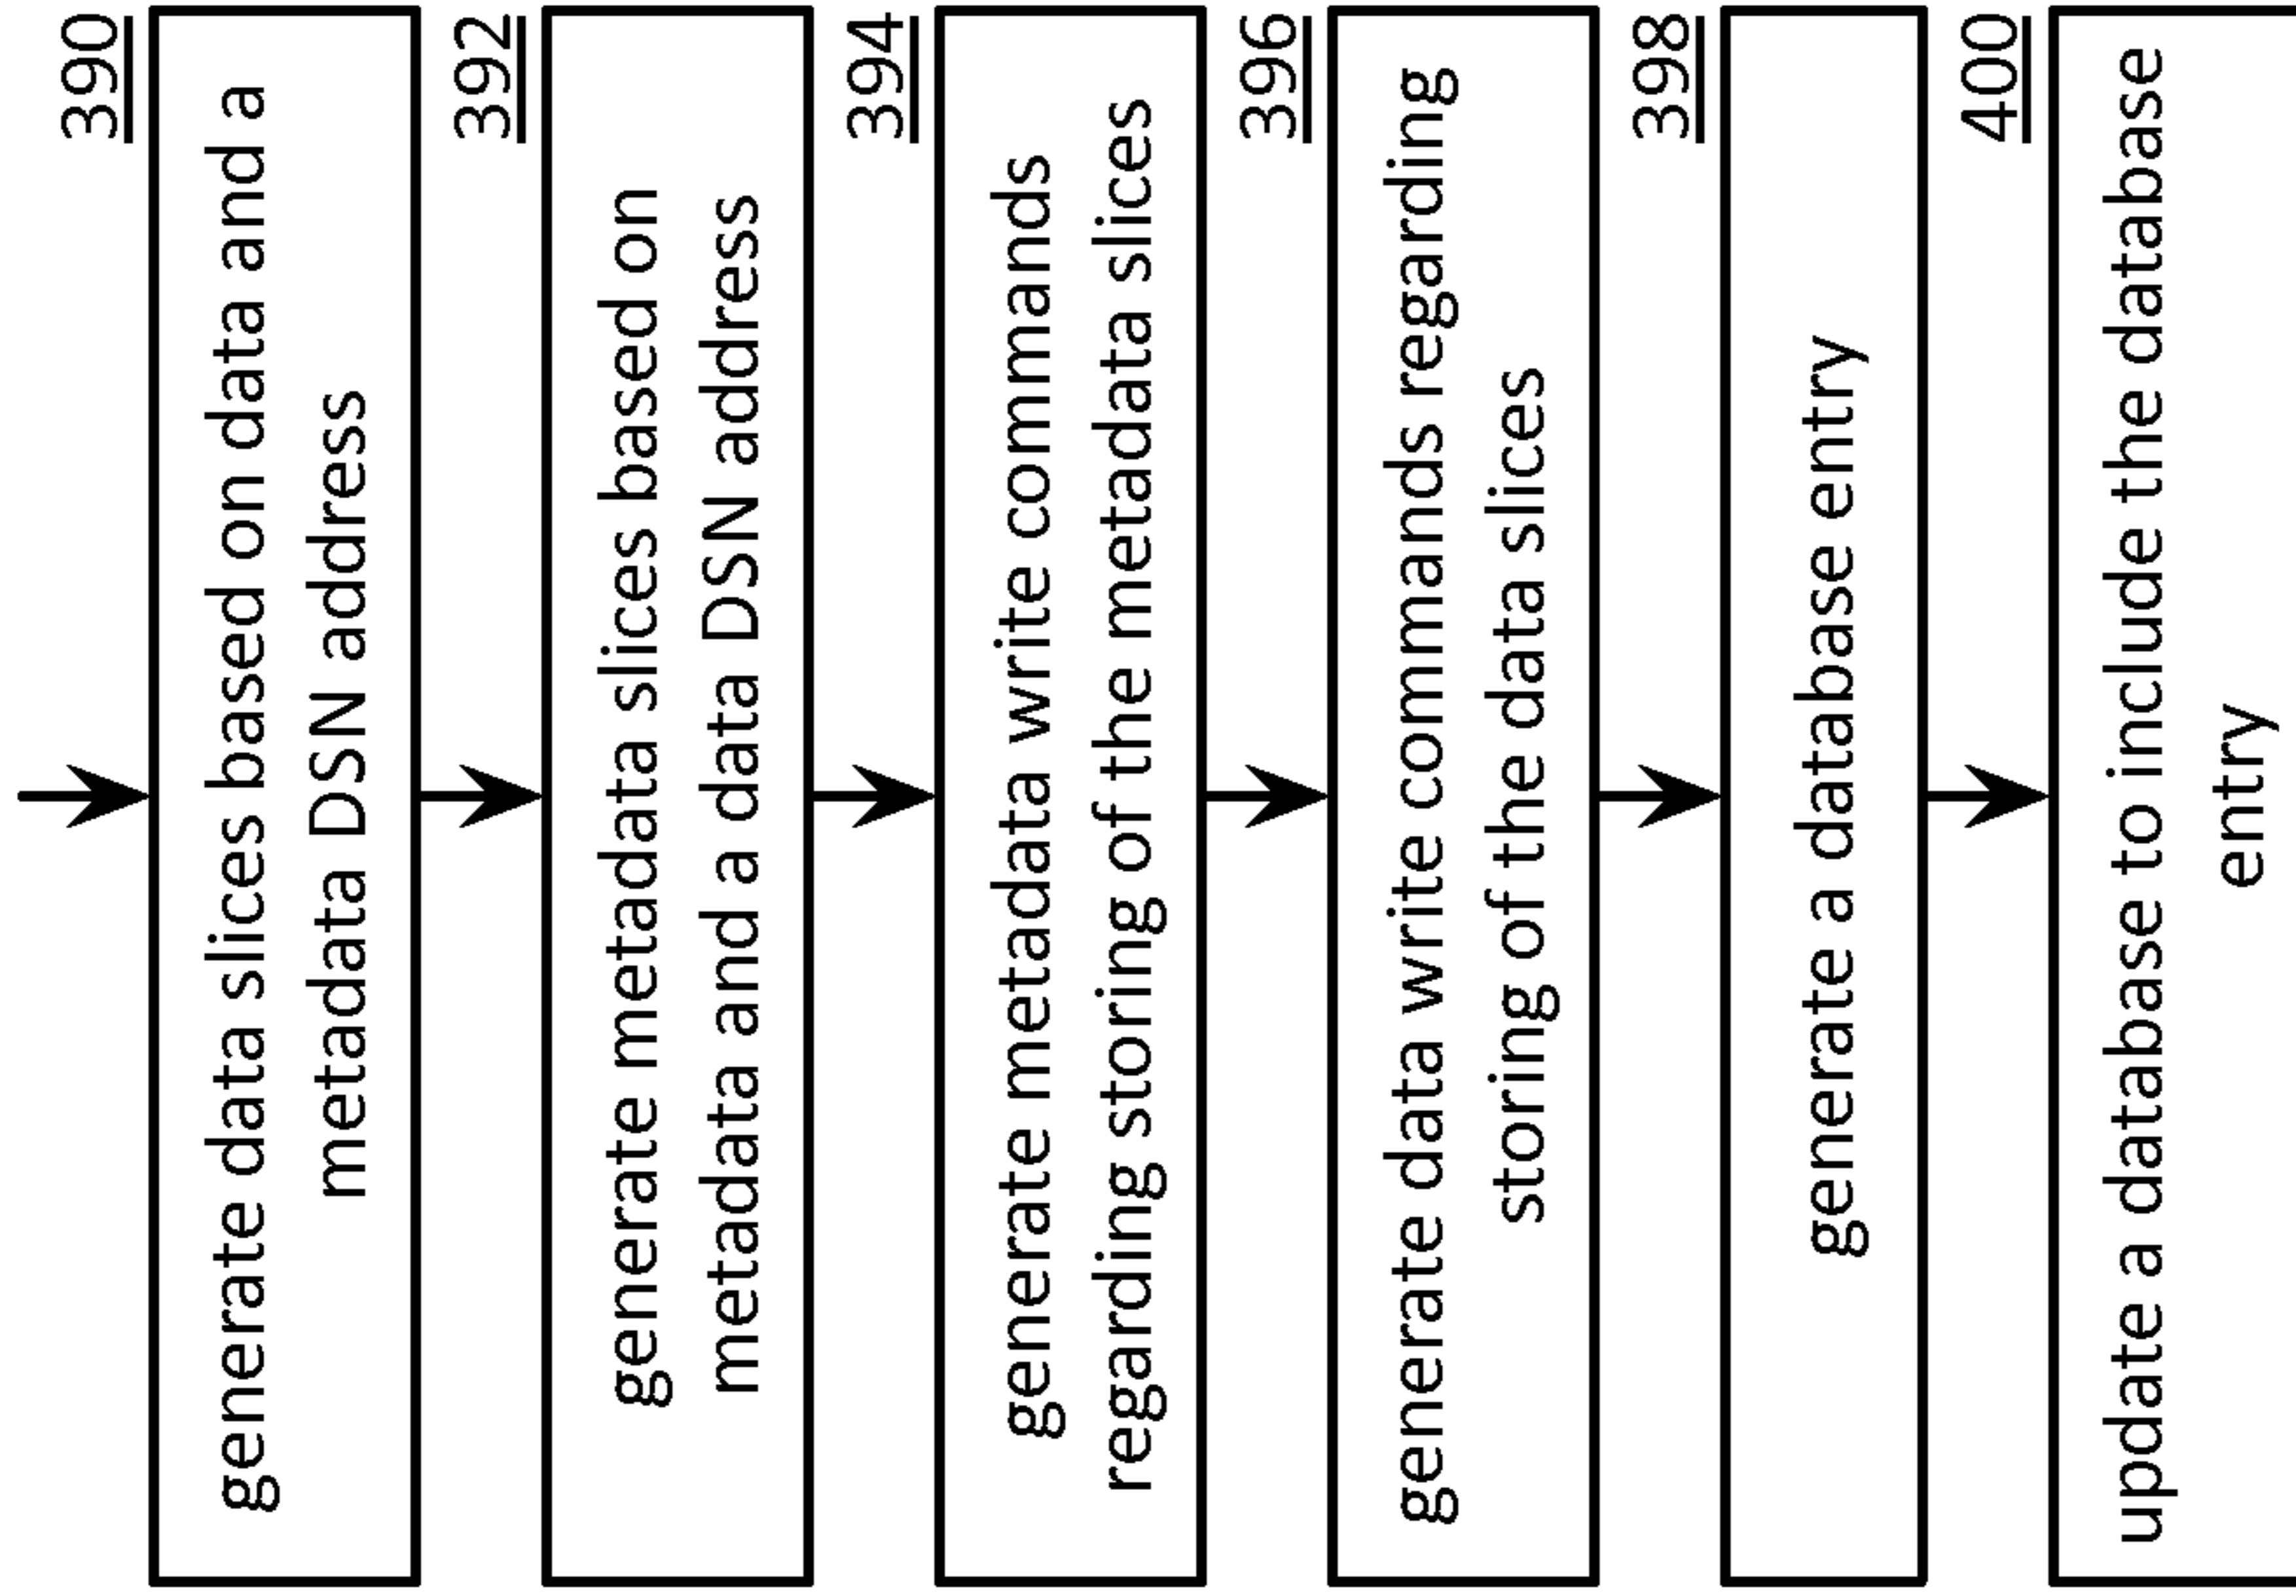 390
generate data slices based on data and a
metadata DSN address
392
generate metadata slices based on
metadata and a data DSN address
394
generate metadata write commands
regarding storing of the metadata slices
396
generate data write commands regarding
storing of the data slices
398
generate a database entry
400
update a database to include the database
entry